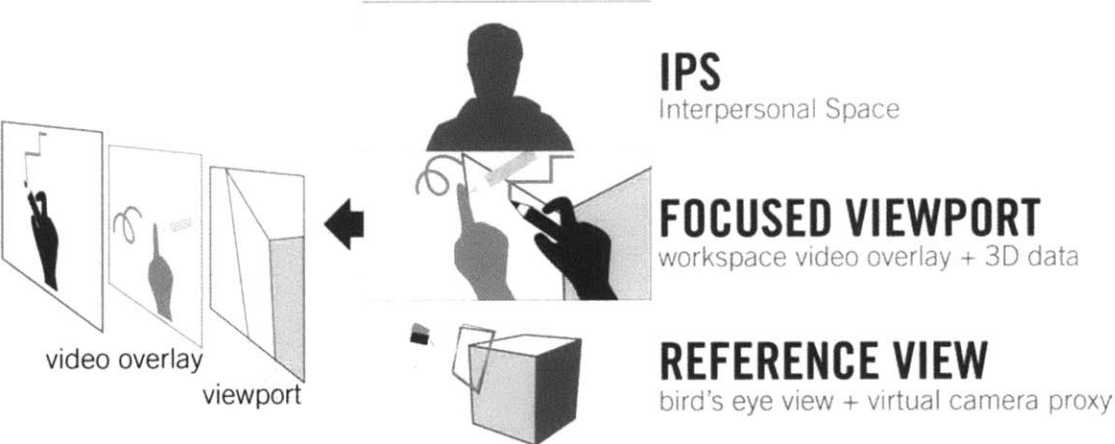 IPS
Interpersonal Space
FOCUSED VIEWPORT
workspace video overlay + 3D data
video overlay
viewport
REFERENCE VIEW
bird's eye view + virtual camera proxy